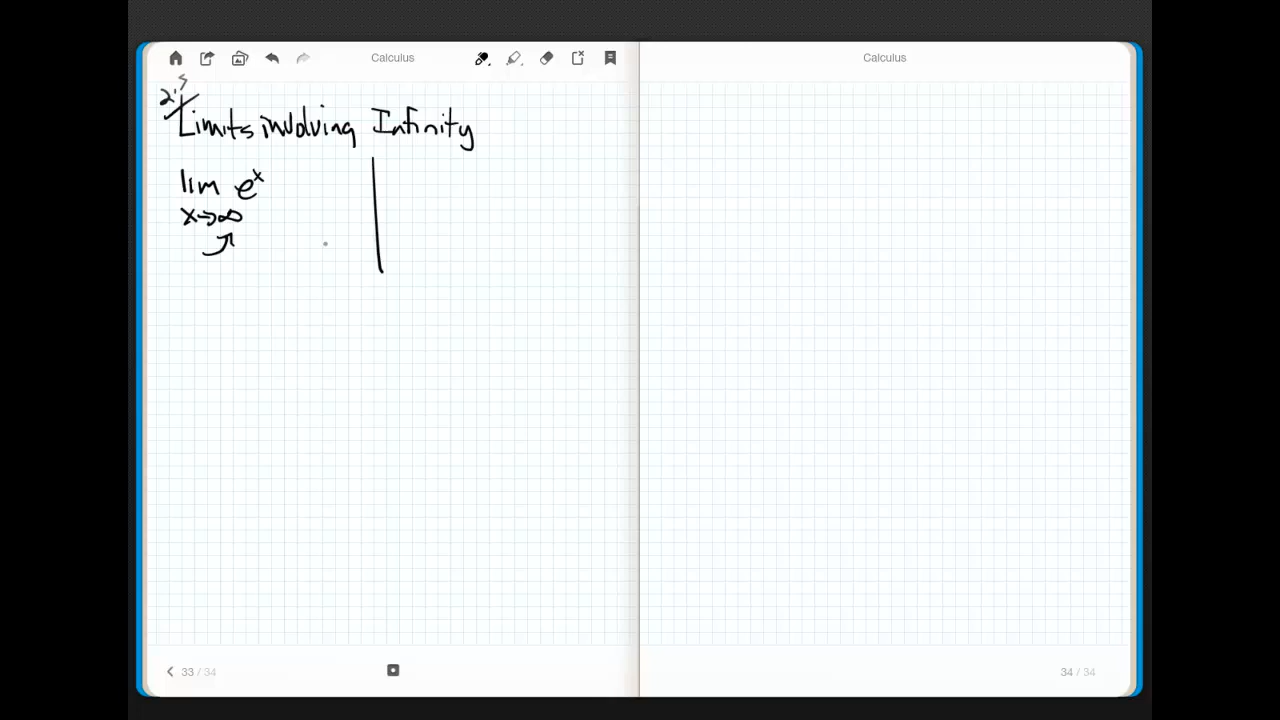 Calculus
Calculus
2.5
Limits involving Infinity
lim e^x
x→∞
33 / 34
34 / 34